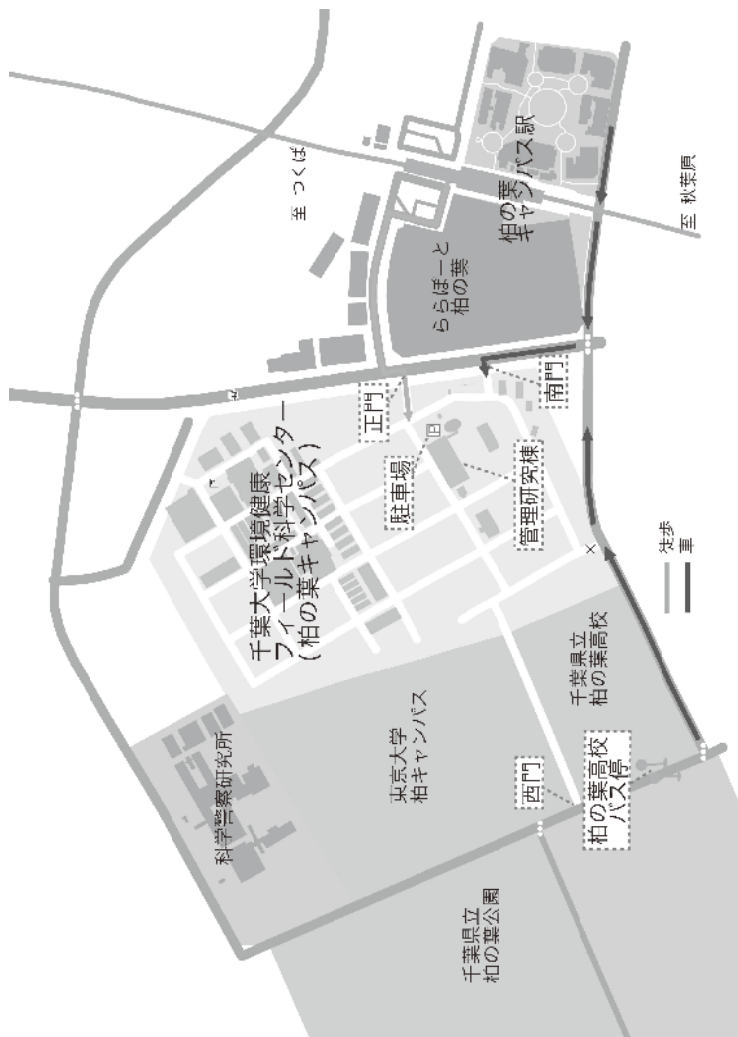 千葉大学環境健康
フィールド科学センター
(柏の葉キャンパス)
科学警察研究所
東京大学
柏キャンパス
千葉県立
柏の葉公園
千葉県立
柏の葉高校
西門
柏の葉高校
バス停
正門
駐車場
管理研究棟
南門
ららぽーと
柏の葉
柏の葉
キャンパス駅
至 つくば
至 秋葉原
徒歩
車